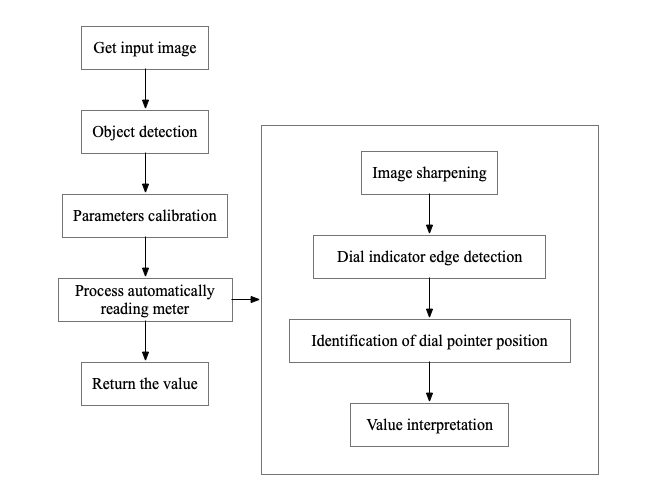 Get input image
Object detection
Parameters calibration
Process automatically
reading meter
Return the value
Image sharpening
Dial indicator edge detection
Identification of dial pointer position
Value interpretation